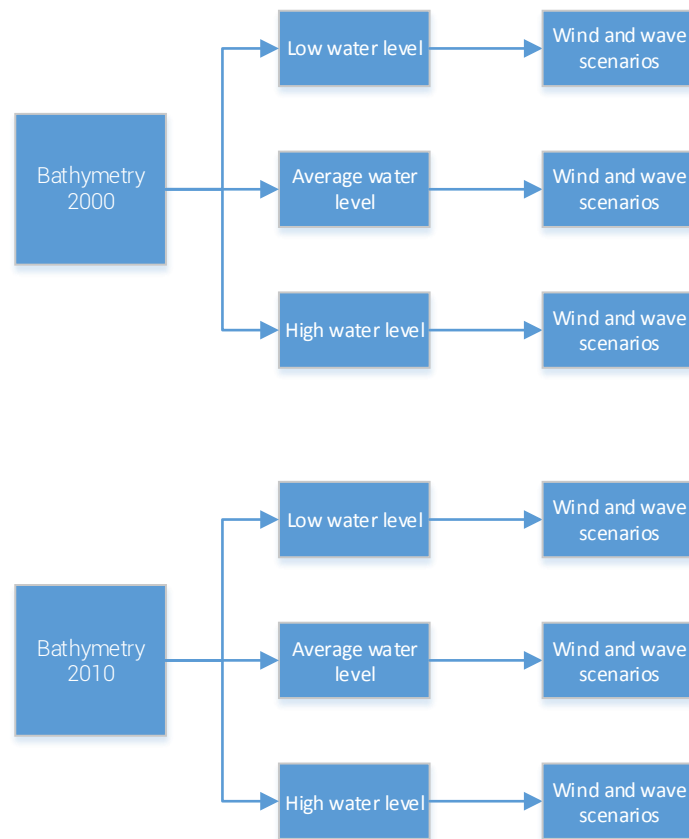 Low water level
Wind and wave
scenarios
Bathymetry
2000
Average water
level
Wind and wave
scenarios
High water level
Wind and wave
scenarios
Low water level
Wind and wave
scenarios
Bathymetry
2010
Average water
level
Wind and wave
scenarios
High water level
Wind and wave
scenarios